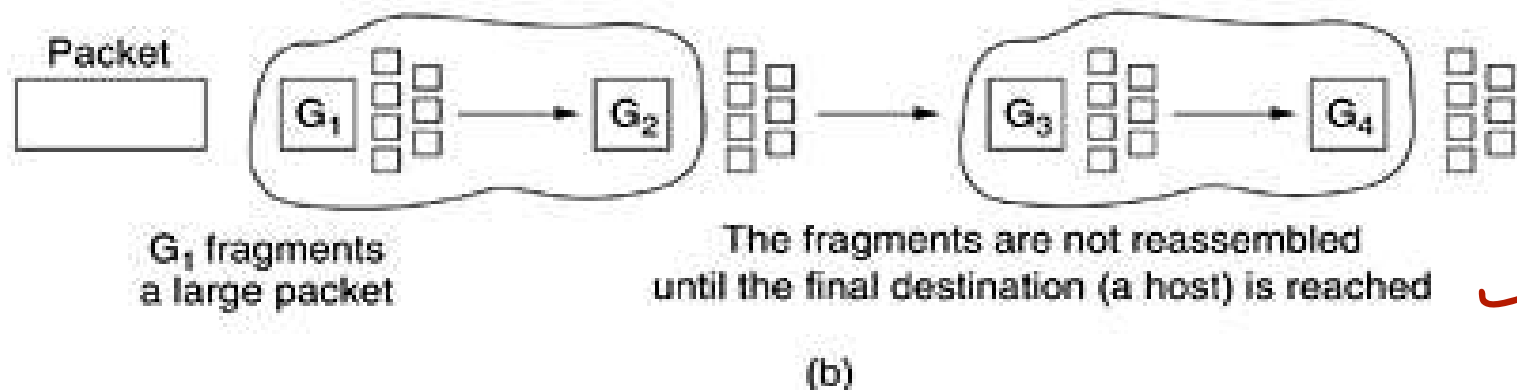 Packet
G₁ G₂ G₃ G₄
G₁ fragments
a large packet
The fragments are not reassembled
until the final destination (a host) is reached
(b)